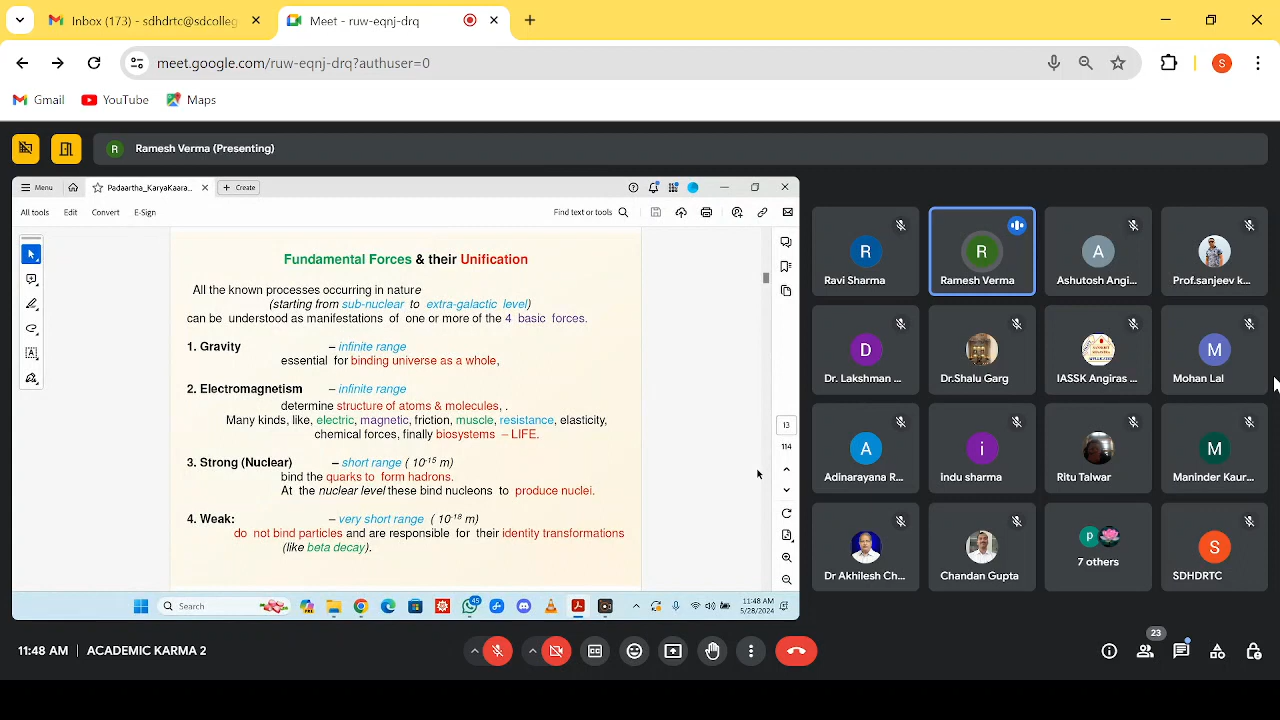 Inbox (173) - sdhdrtc@sdcolleg
Meet - ruw-eqnj-drq
meet.google.com/ruw-eqnj-drq?authuser=0
S
Gmail
YouTube
Maps
R
Ramesh Verma (Presenting)
Menu
Padaartha_KaryaKaara...
Create
All tools
Edit
Convert
E-Sign
Find text or tools
Fundamental Forces & their Unification
All the known processes occurring in nature
(starting from sub-nuclear to extra-galactic level)
can be understood as manifestations of one or more of the 4 basic forces.
1. Gravity – infinite range
essential for binding universe as a whole,
2. Electromagnetism – infinite range
determine structure of atoms & molecules, .
Many kinds, like, electric, magnetic, friction, muscle, resistance, elasticity,
chemical forces, finally biosystems – LIFE.
3. Strong (Nuclear) – short range ( 10-15 m)
bind the quarks to form hadrons.
At the nuclear level these bind nucleons to produce nuclei.
4. Weak: – very short range ( 10-18 m)
do not bind particles and are responsible for their identity transformations
(like beta decay).
13
114
Search
45
11:48 AM
5/28/2024
R
Ravi Sharma
R
Ramesh Verma
A
Ashutosh Angi...
Prof.sanjeev k...
D
Dr. Lakshman ...
Dr.Shalu Garg
IASSK Angiras ...
M
Mohan Lal
A
Adinarayana R...
i
indu sharma
Ritu Talwar
M
Maninder Kaur...
Dr Akhilesh Ch...
Chandan Gupta
p
7 others
S
SDHDRTC
11:48 AM
ACADEMIC KARMA 2
23